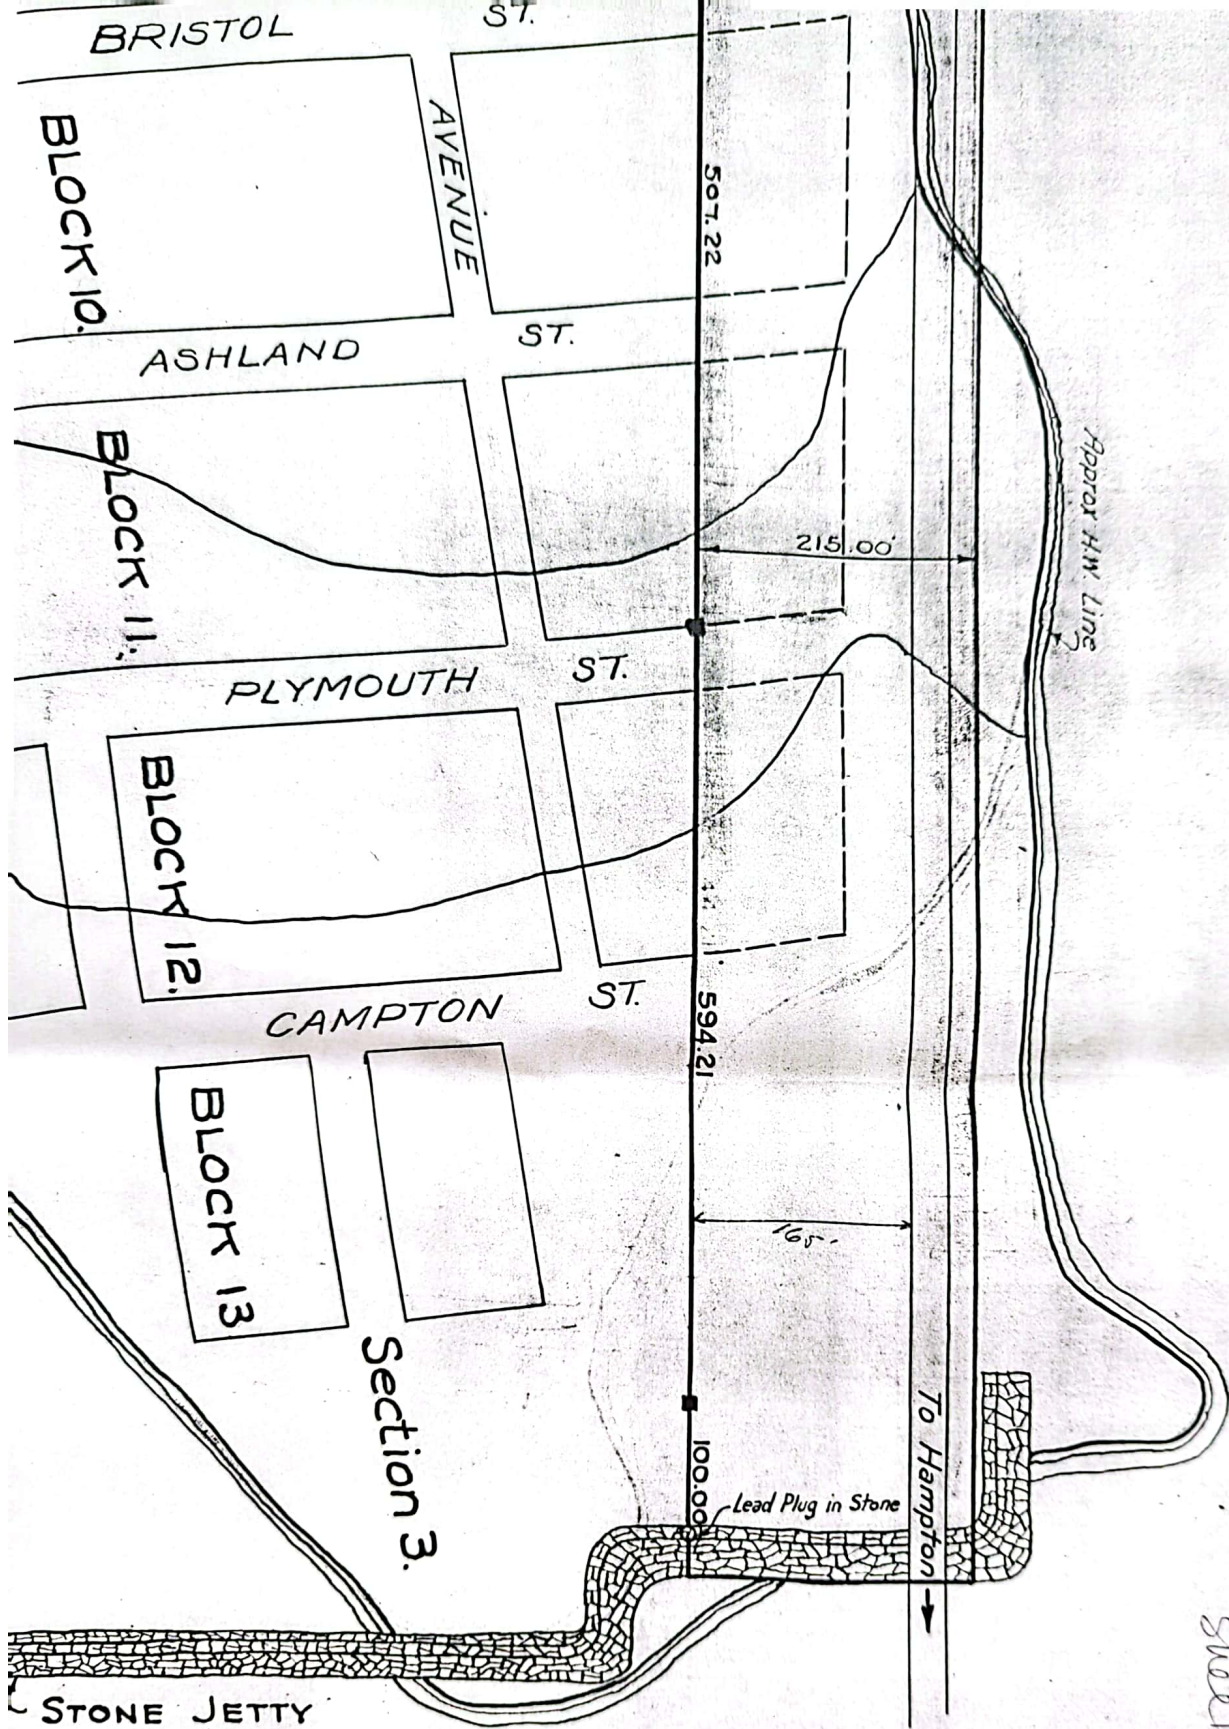 BRISTOL ST.
AVENUE
BLOCK 10.
507.22
ASHLAND ST.
BLOCK 11.
Approx H.W. Line
215.00'
PLYMOUTH ST.
BLOCK 12.
CAMPTON ST.
594.21
BLOCK 13
165'
Section 3.
To Hampton
100.00
Lead Plug in Stone
STONE JETTY